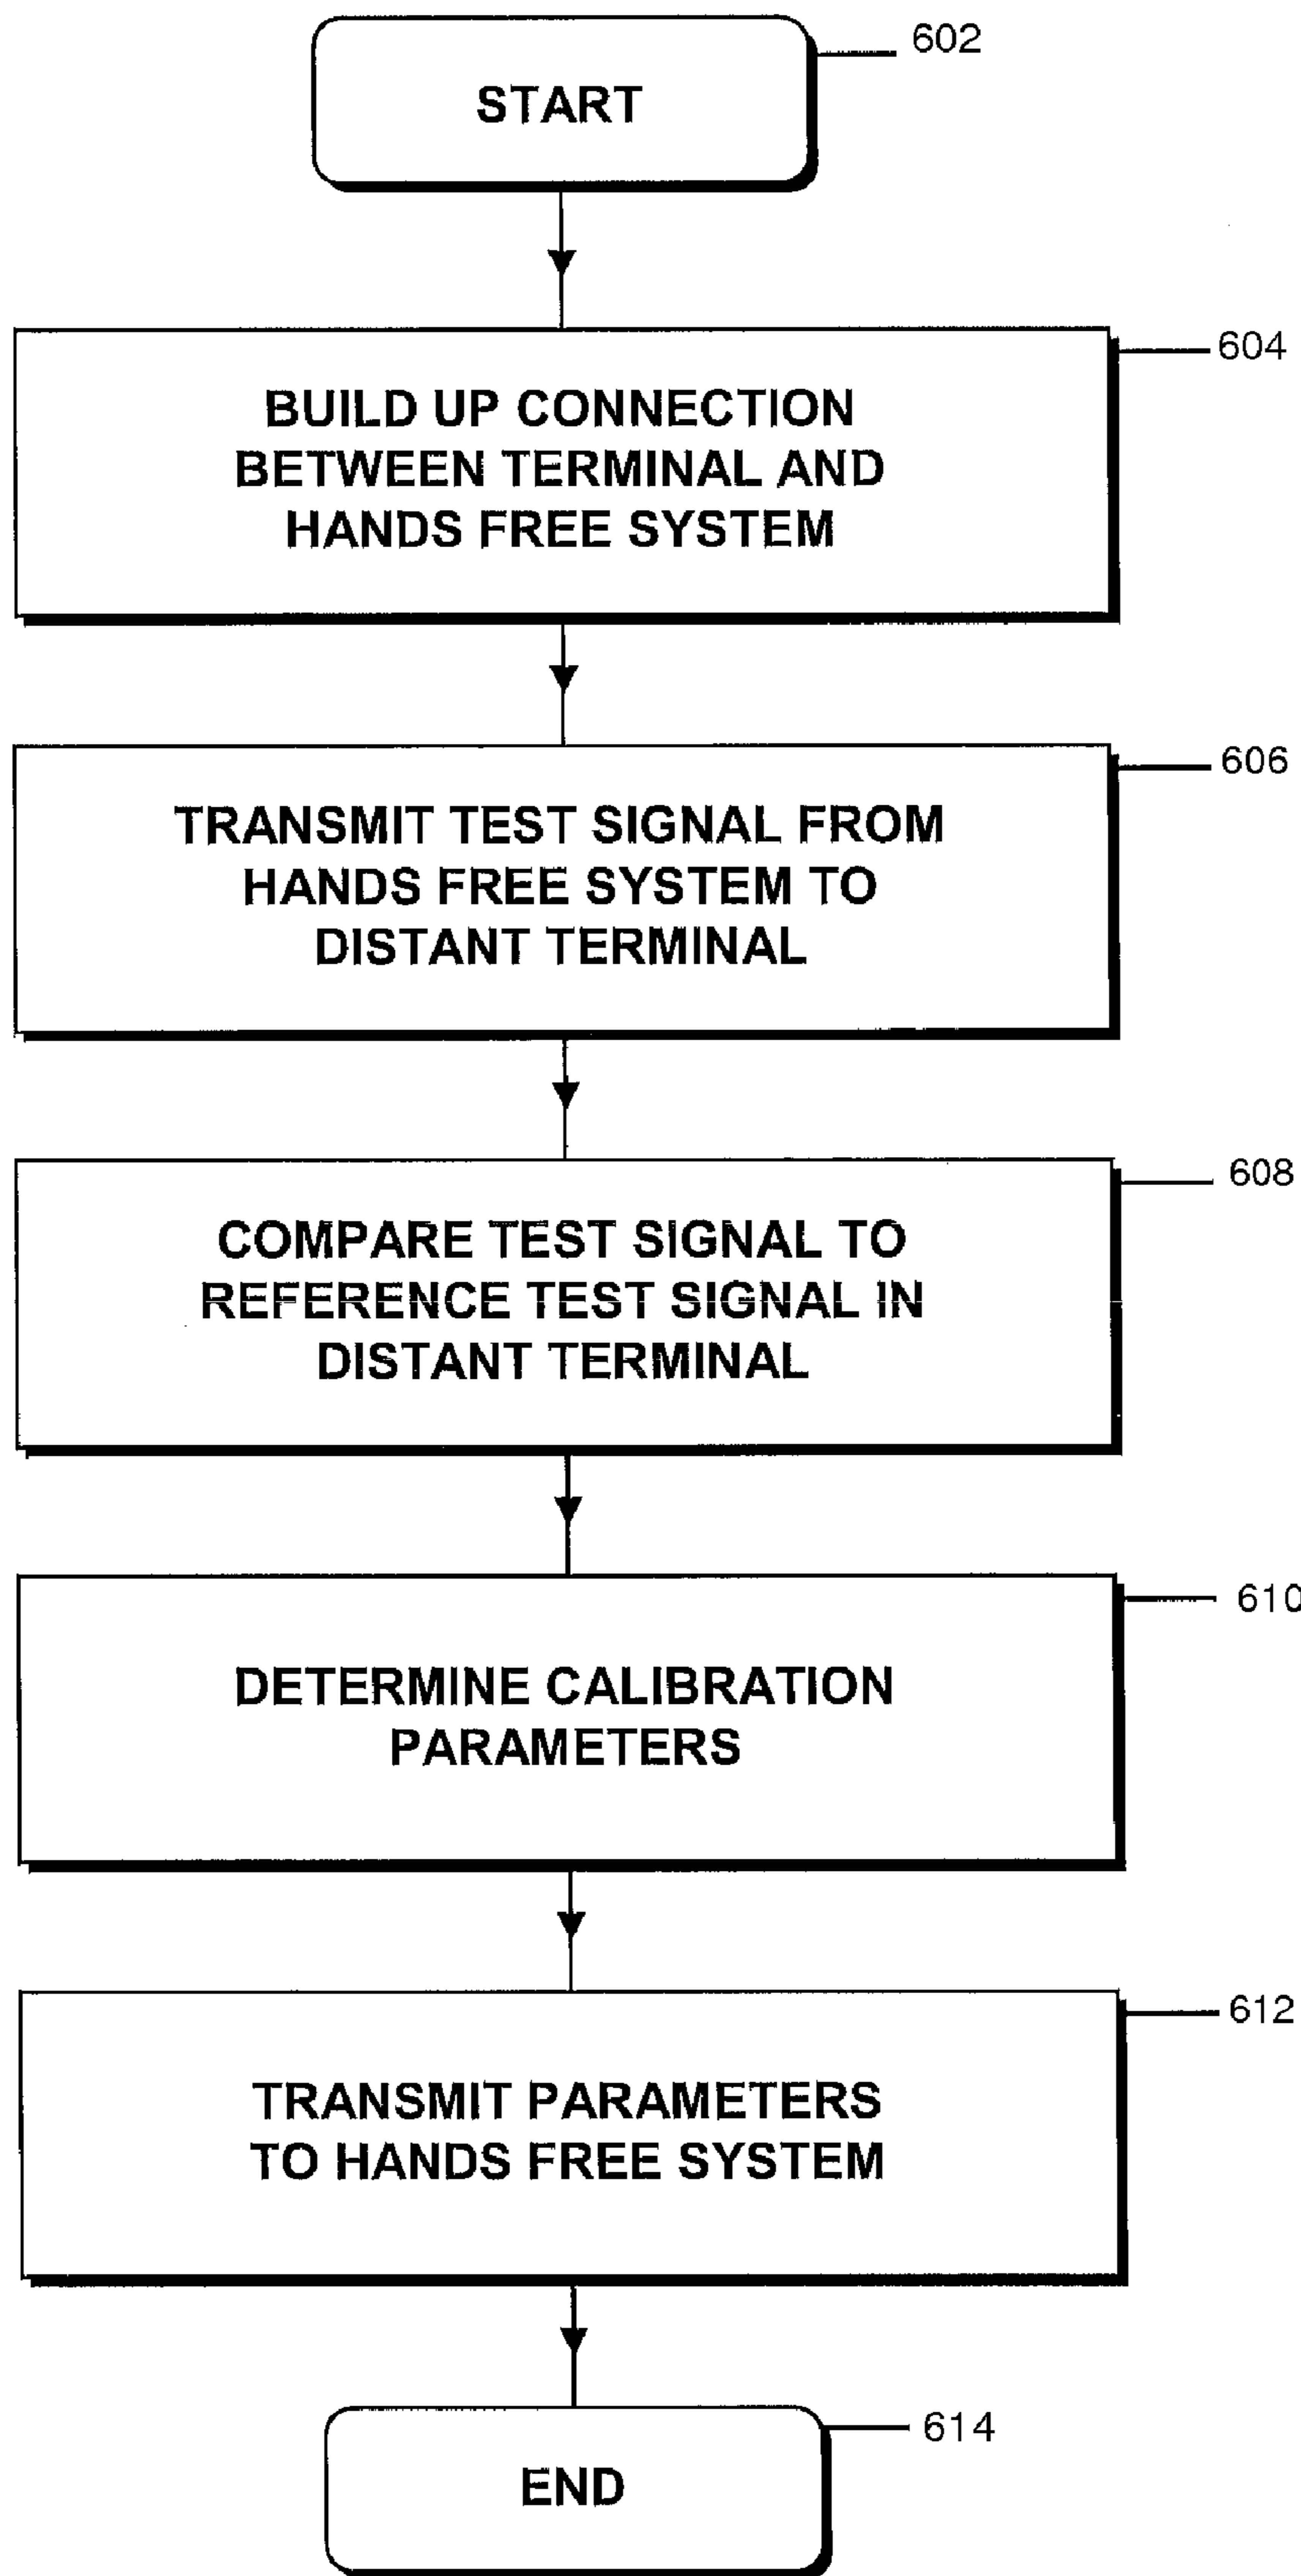 START
602
BUILD UP CONNECTION
BETWEEN TERMINAL AND
HANDS FREE SYSTEM
604
TRANSMIT TEST SIGNAL FROM
HANDS FREE SYSTEM TO
DISTANT TERMINAL
606
COMPARE TEST SIGNAL TO
REFERENCE TEST SIGNAL IN
DISTANT TERMINAL
608
DETERMINE CALIBRATION
PARAMETERS
610
TRANSMIT PARAMETERS
TO HANDS FREE SYSTEM
612
END
614